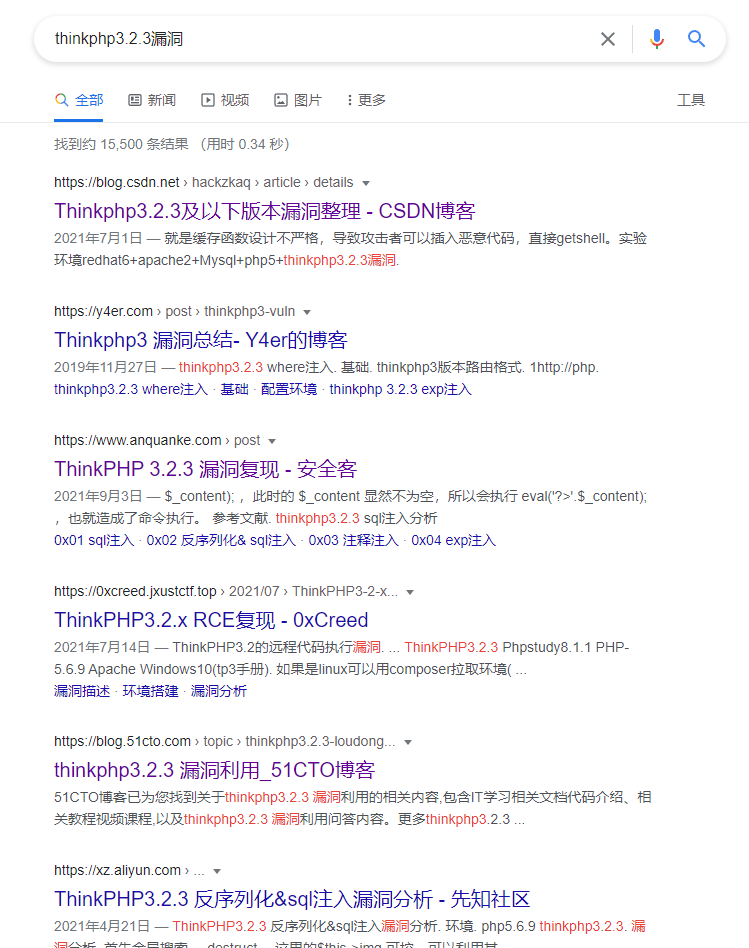 thinkphp3.2.3漏洞
全部 新闻 视频 图片 更多 工具
找到约 15,500 条结果 （用时 0.34 秒）
https://blog.csdn.net › hackzkaq › article › details
Thinkphp3.2.3及以下版本漏洞整理 - CSDN博客
2021年7月1日 — 就是缓存函数设计不严格，导致攻击者可以插入恶意代码，直接getshell。实验
环境redhat6+apache2+Mysql+php5+thinkphp3.2.3漏洞.
https://y4er.com › post › thinkphp3-vuln
Thinkphp3 漏洞总结- Y4er的博客
2019年11月27日 — thinkphp3.2.3 where注入. 基础. thinkphp3版本路由格式. 1http://php.
thinkphp3.2.3 where注入 · 基础 · 配置环境 · thinkphp 3.2.3 exp注入
https://www.anquanke.com › post
ThinkPHP 3.2.3 漏洞复现 - 安全客
2021年9月3日 — $_content); ，此时的 $_content 显然不为空，所以会执行 eval('?>'.$_content);
，也就造成了命令执行。 参考文献. thinkphp3.2.3 sql注入分析
0x01 sql注入 · 0x02 反序列化& sql注入 · 0x03 注释注入 · 0x04 exp注入
https://0xcreed.jxustctf.top › 2021/07 › ThinkPHP3-2-x...
ThinkPHP3.2.x RCE复现 - 0xCreed
2021年7月14日 — ThinkPHP3.2的远程代码执行漏洞. ... ThinkPHP3.2.3 Phpstudy8.1.1 PHP-
5.6.9 Apache Windows10(tp3手册). 如果是linux可以用composer拉取环境( ...
漏洞描述 · 环境搭建 · 漏洞分析
https://blog.51cto.com › topic › thinkphp3.2.3-loudong...
thinkphp3.2.3 漏洞利用_51CTO博客
51CTO博客已为您找到关于thinkphp3.2.3 漏洞利用的相关内容,包含IT学习相关文档代码介绍、相
关教程视频课程,以及thinkphp3.2.3 漏洞利用问答内容。更多thinkphp3.2.3 ...
https://xz.aliyun.com › ...
ThinkPHP3.2.3 反序列化&sql注入漏洞分析 - 先知社区
2021年4月21日 — ThinkPHP3.2.3 反序列化&sql注入漏洞分析. 环境. php5.6.9 thinkphp3.2.3. 漏
洞分析. 首先全局搜索 __destruct, 这里的$this->img 可控，可以利用其